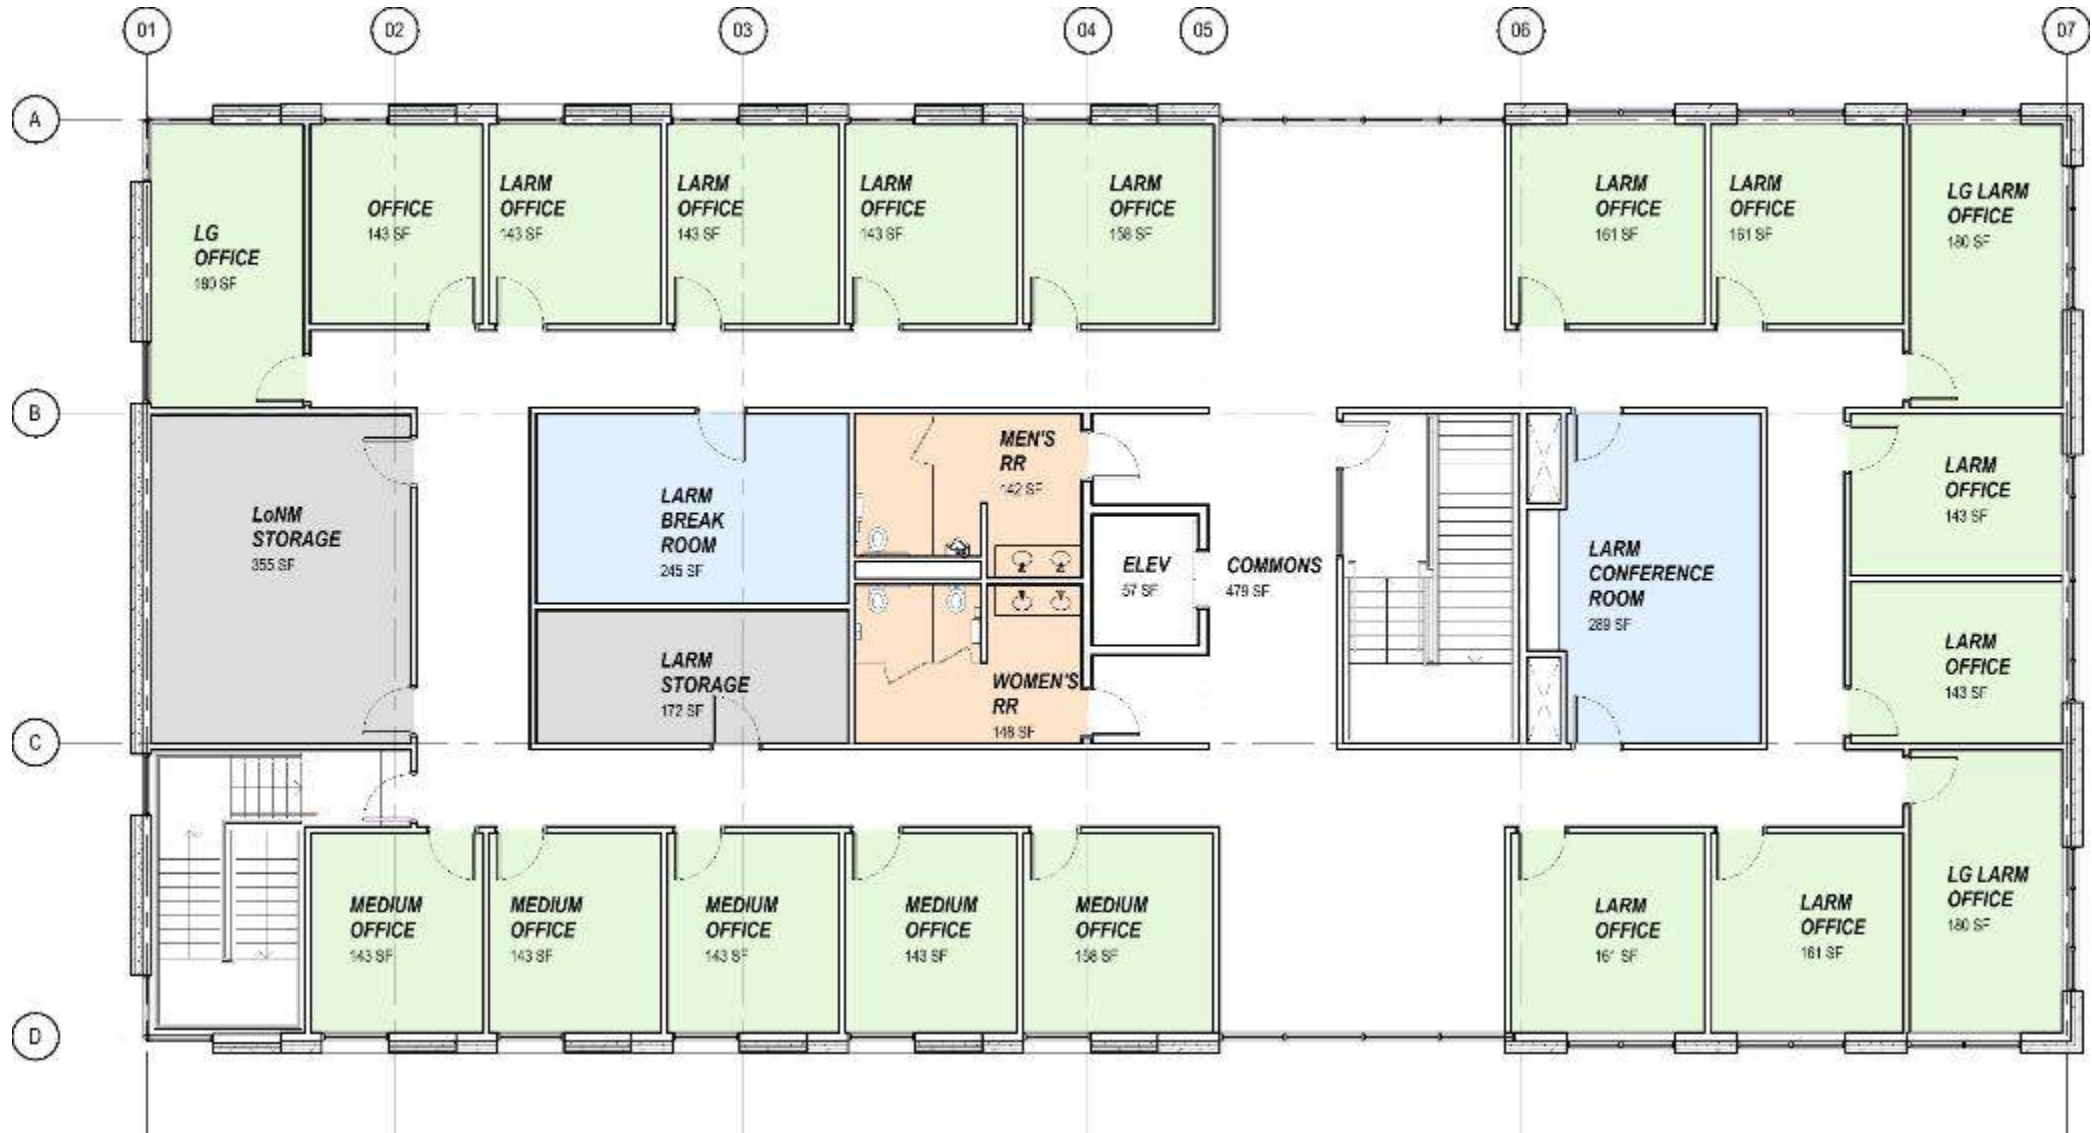 01
02
03
04
05
06
07
A
B
C
D
LG
OFFICE
180 SF
OFFICE
143 SF
LARM
OFFICE
143 SF
LARM
OFFICE
143 SF
LARM
OFFICE
143 SF
LARM
OFFICE
158 SF
LARM
OFFICE
161 SF
LARM
OFFICE
161 SF
LG LARM
OFFICE
180 SF
LoNM
STORAGE
355 SF
LARM
BREAK
ROOM
245 SF
MEN'S
RR
142 SF
ELEV
57 SF
COMMONS
479 SF
LARM
CONFERENCE
ROOM
289 SF
LARM
OFFICE
143 SF
LARM
OFFICE
143 SF
LARM
STORAGE
172 SF
WOMEN'S
RR
148 SF
MEDIUM
OFFICE
143 SF
MEDIUM
OFFICE
143 SF
MEDIUM
OFFICE
143 SF
MEDIUM
OFFICE
143 SF
MEDIUM
OFFICE
158 SF
LARM
OFFICE
161 SF
LARM
OFFICE
161 SF
LG LARM
OFFICE
180 SF